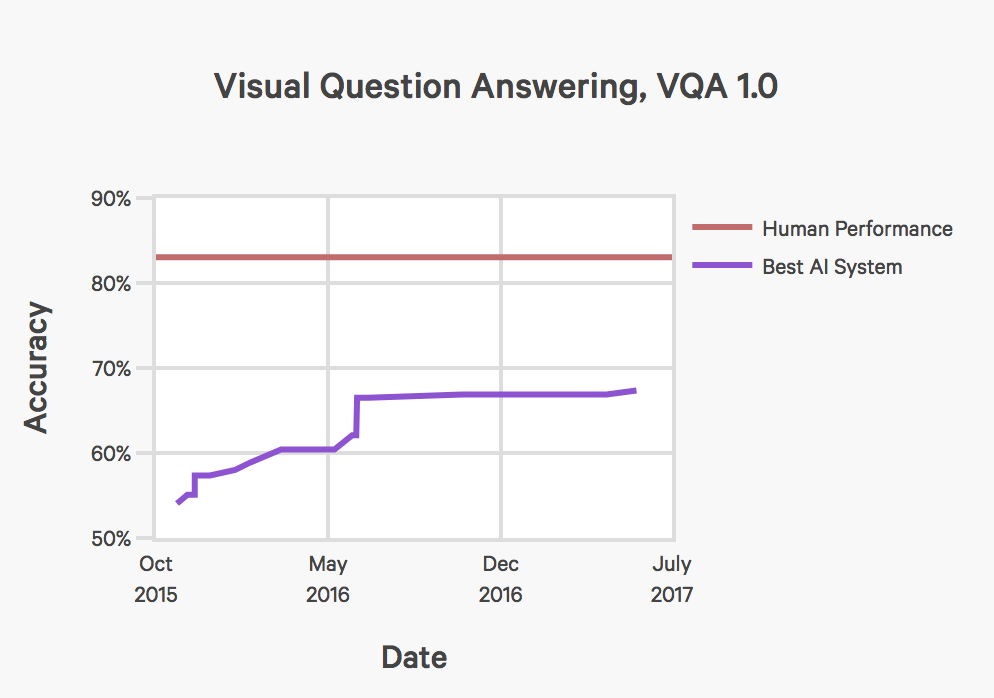 Visual Question Answering, VQA 1.0
90%
80%
70%
60%
50%
Accuracy
Human Performance
Best AI System
Oct May Dec July
2015 2016 2016 2017
Date